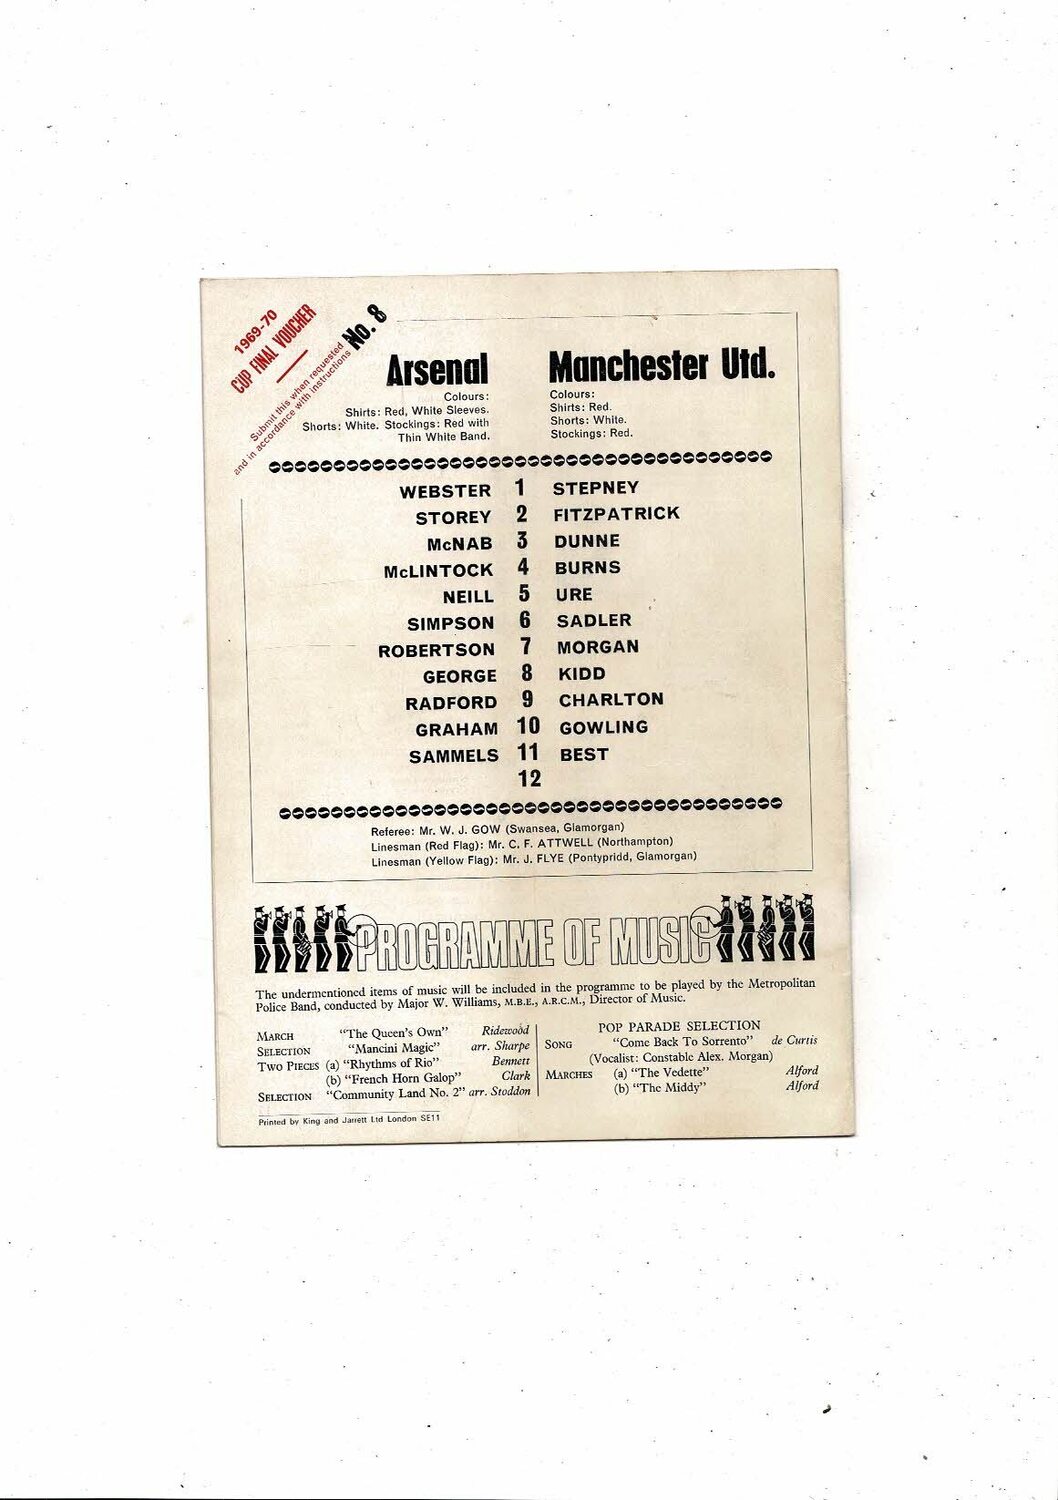 1969-70
CUP FINAL VOUCHER
Submit this when requested
and in accordance with instructions
No. 8
Arsenal
Colours:
Shirts: Red, White Sleeves.
Shorts: White. Stockings: Red with
Thin White Band.
Manchester Utd.
Colours:
Shirts: Red.
Shorts: White.
Stockings: Red.
WEBSTER 1 STEPNEY
STOREY 2 FITZPATRICK
McNAB 3 DUNNE
McLINTOCK 4 BURNS
NEILL 5 URE
SIMPSON 6 SADLER
ROBERTSON 7 MORGAN
GEORGE 8 KIDD
RADFORD 9 CHARLTON
GRAHAM 10 GOWLING
SAMMELS 11 BEST
12
Referee: Mr. W. J. GOW (Swansea, Glamorgan)
Linesman (Red Flag): Mr. C. F. ATTWELL (Northampton)
Linesman (Yellow Flag): Mr. J. FLYE (Pontypridd, Glamorgan)
PROGRAMME OF MUSIC
The undermentioned items of music will be included in the programme to be played by the Metropolitan
Police Band, conducted by Major W. Williams, M.B.E., A.R.C.M., Director of Music.
MARCH "The Queen's Own" Ridewood
SELECTION "Mancini Magic" arr. Sharpe
TWO PIECES (a) "Rhythms of Rio" Bennett
(b) "French Horn Galop" Clark
SELECTION "Community Land No. 2" arr. Stoddon
POP PARADE SELECTION
SONG "Come Back To Sorrento" de Curtis
(Vocalist: Constable Alex. Morgan)
MARCHES (a) "The Vedette" Alford
(b) "The Middy" Alford
Printed by King and Jarrett Ltd London SE11